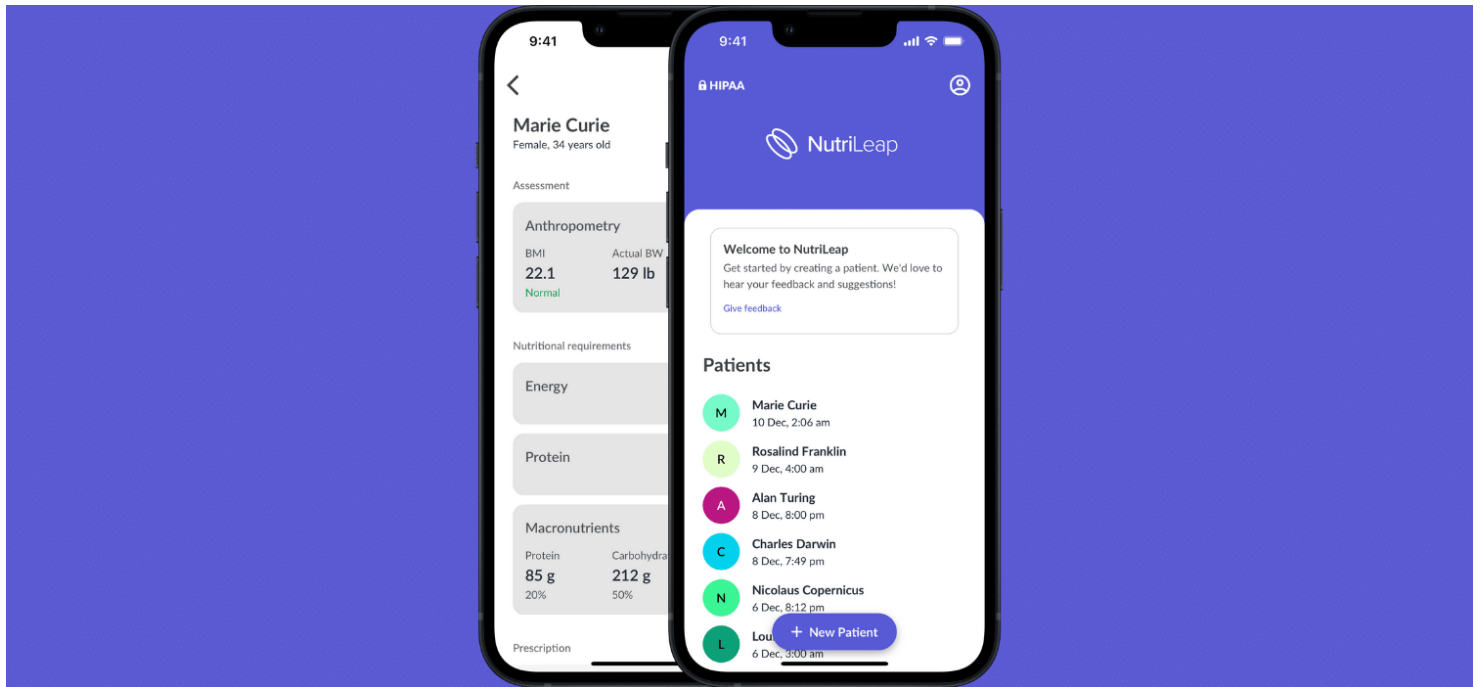 9:41
Marie Curie
Female, 34 years old
Assessment
Anthropometry
BMI Actual BW
22.1 129 lb
Normal
Nutritional requirements
Energy
Protein
Macronutrients
Protein
85 g 212 g
20% 50%
Prescription
9:41
HIPAA
NutriLeap
Welcome to NutriLeap
Get started by creating a patient. We'd love to
hear your feedback and suggestions!
Give feedback
Patients
M
Marie Curie
10 Dec, 2:06 am
R
Rosalind Franklin
9 Dec, 4:00 am
A
Alan Turing
8 Dec, 8:00 pm
C
Charles Darwin
8 Dec, 7:49 pm
N
Nicolaus Copernicus
6 Dec, 8:12 pm
L
6 Dec, 3:00 am
+ New Patient